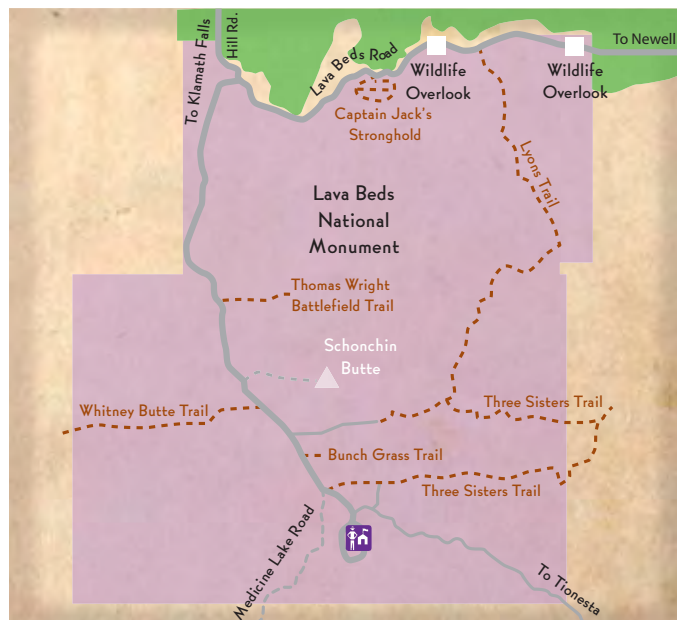 To Klamath Falls
Hill Rd.
Lava Beds Road
To Newell
Wildlife
Overlook
Wildlife
Overlook
Captain Jack's
Stronghold
Lyons Trail
Lava Beds
National
Monument
Thomas Wright
Battlefield Trail
Schonchin
Butte
Whitney Butte Trail
Three Sisters Trail
Bunch Grass Trail
Three Sisters Trail
Medicine Lake Road
To Tionesta